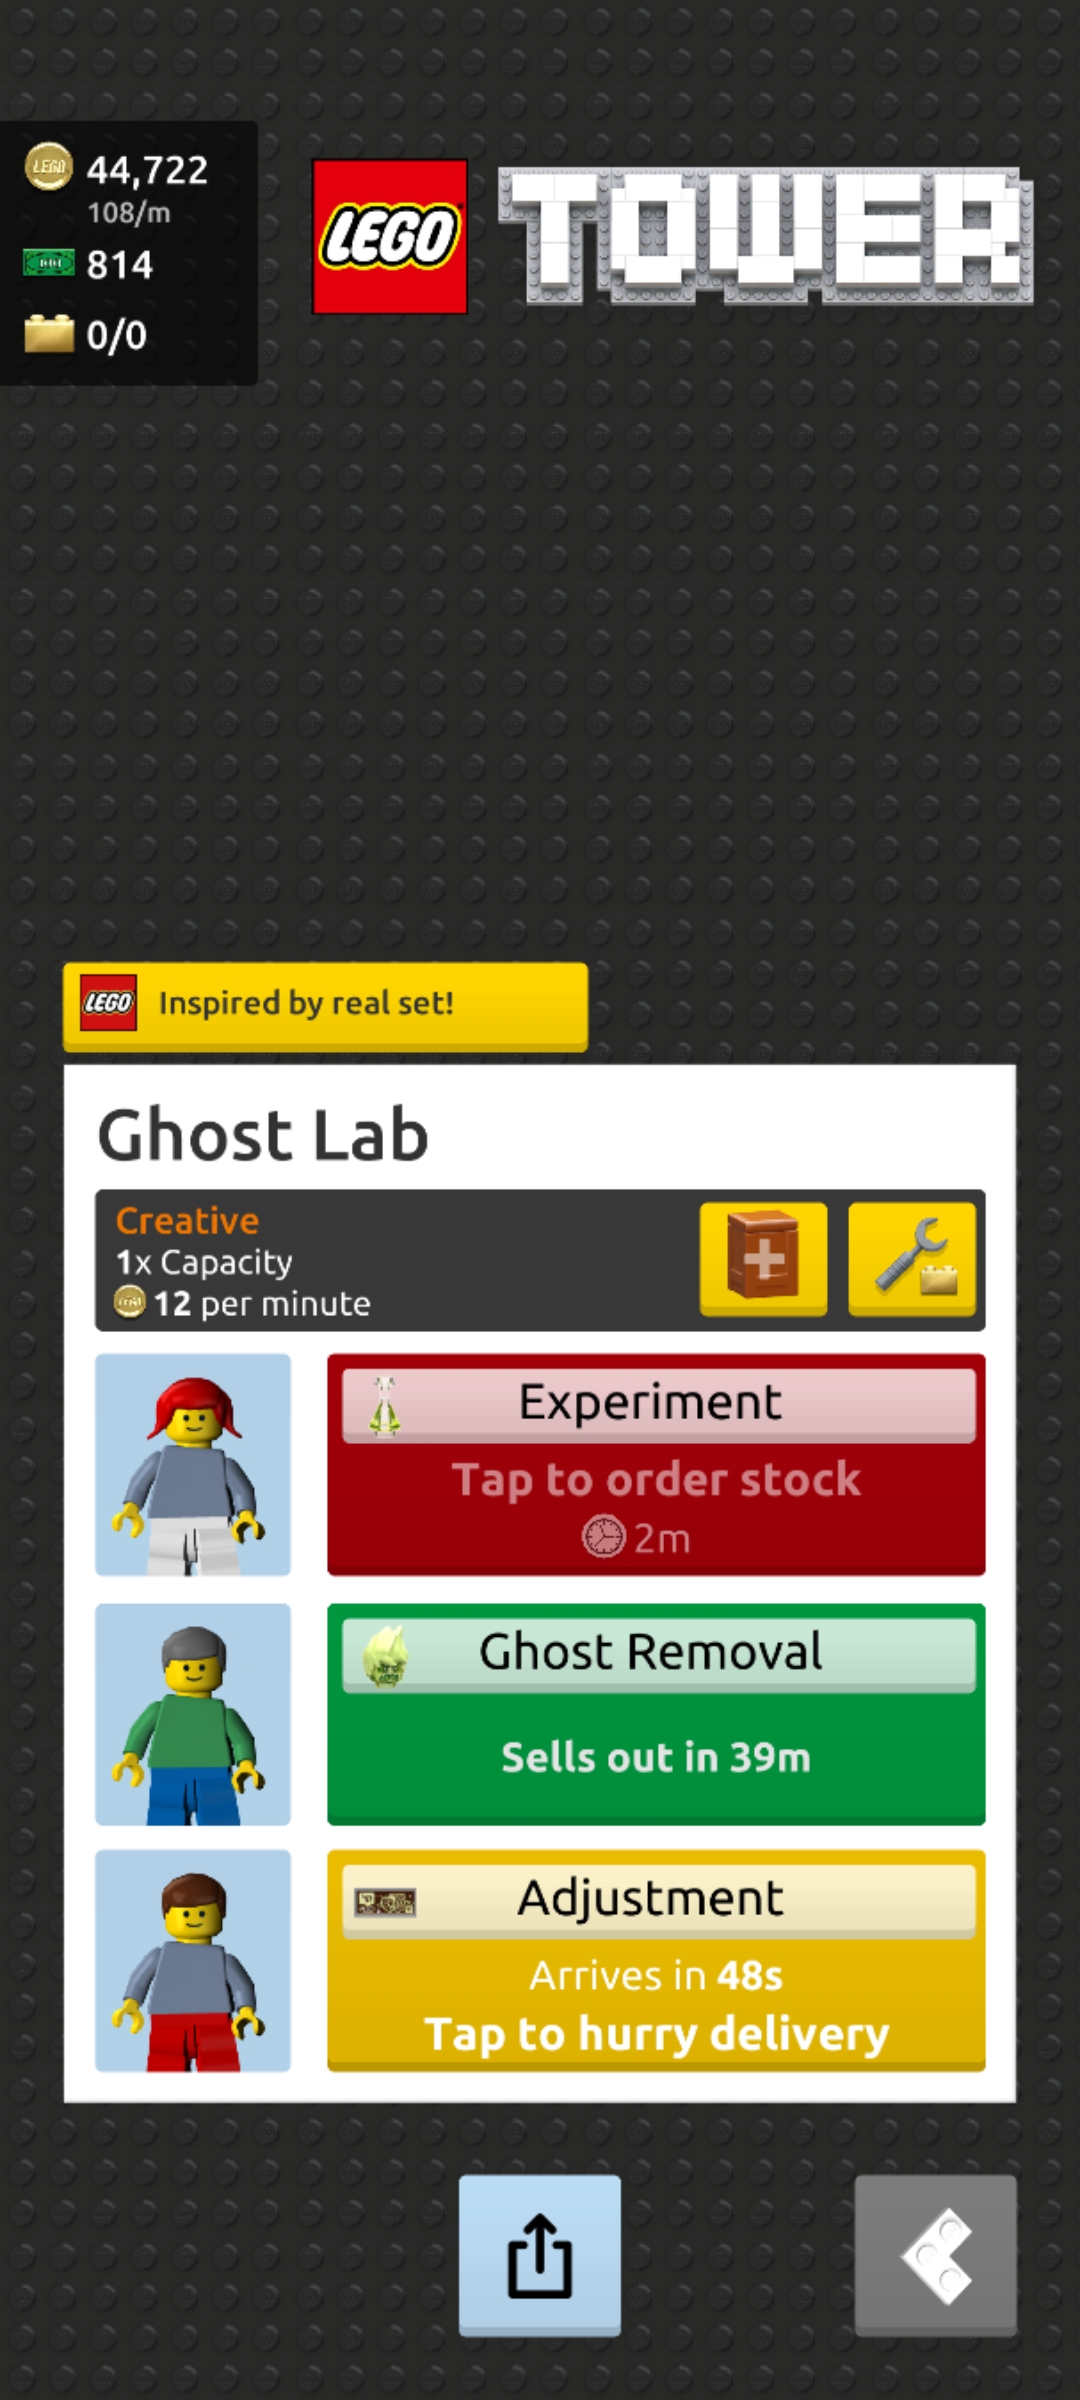 44,722
108/m
814
0/0
LEGO TOWER
LEGO Inspired by real set!
Ghost Lab
Creative
1x Capacity
12 per minute
Experiment
Tap to order stock
2m
Ghost Removal
Sells out in 39m
Adjustment
Arrives in 48s
Tap to hurry delivery